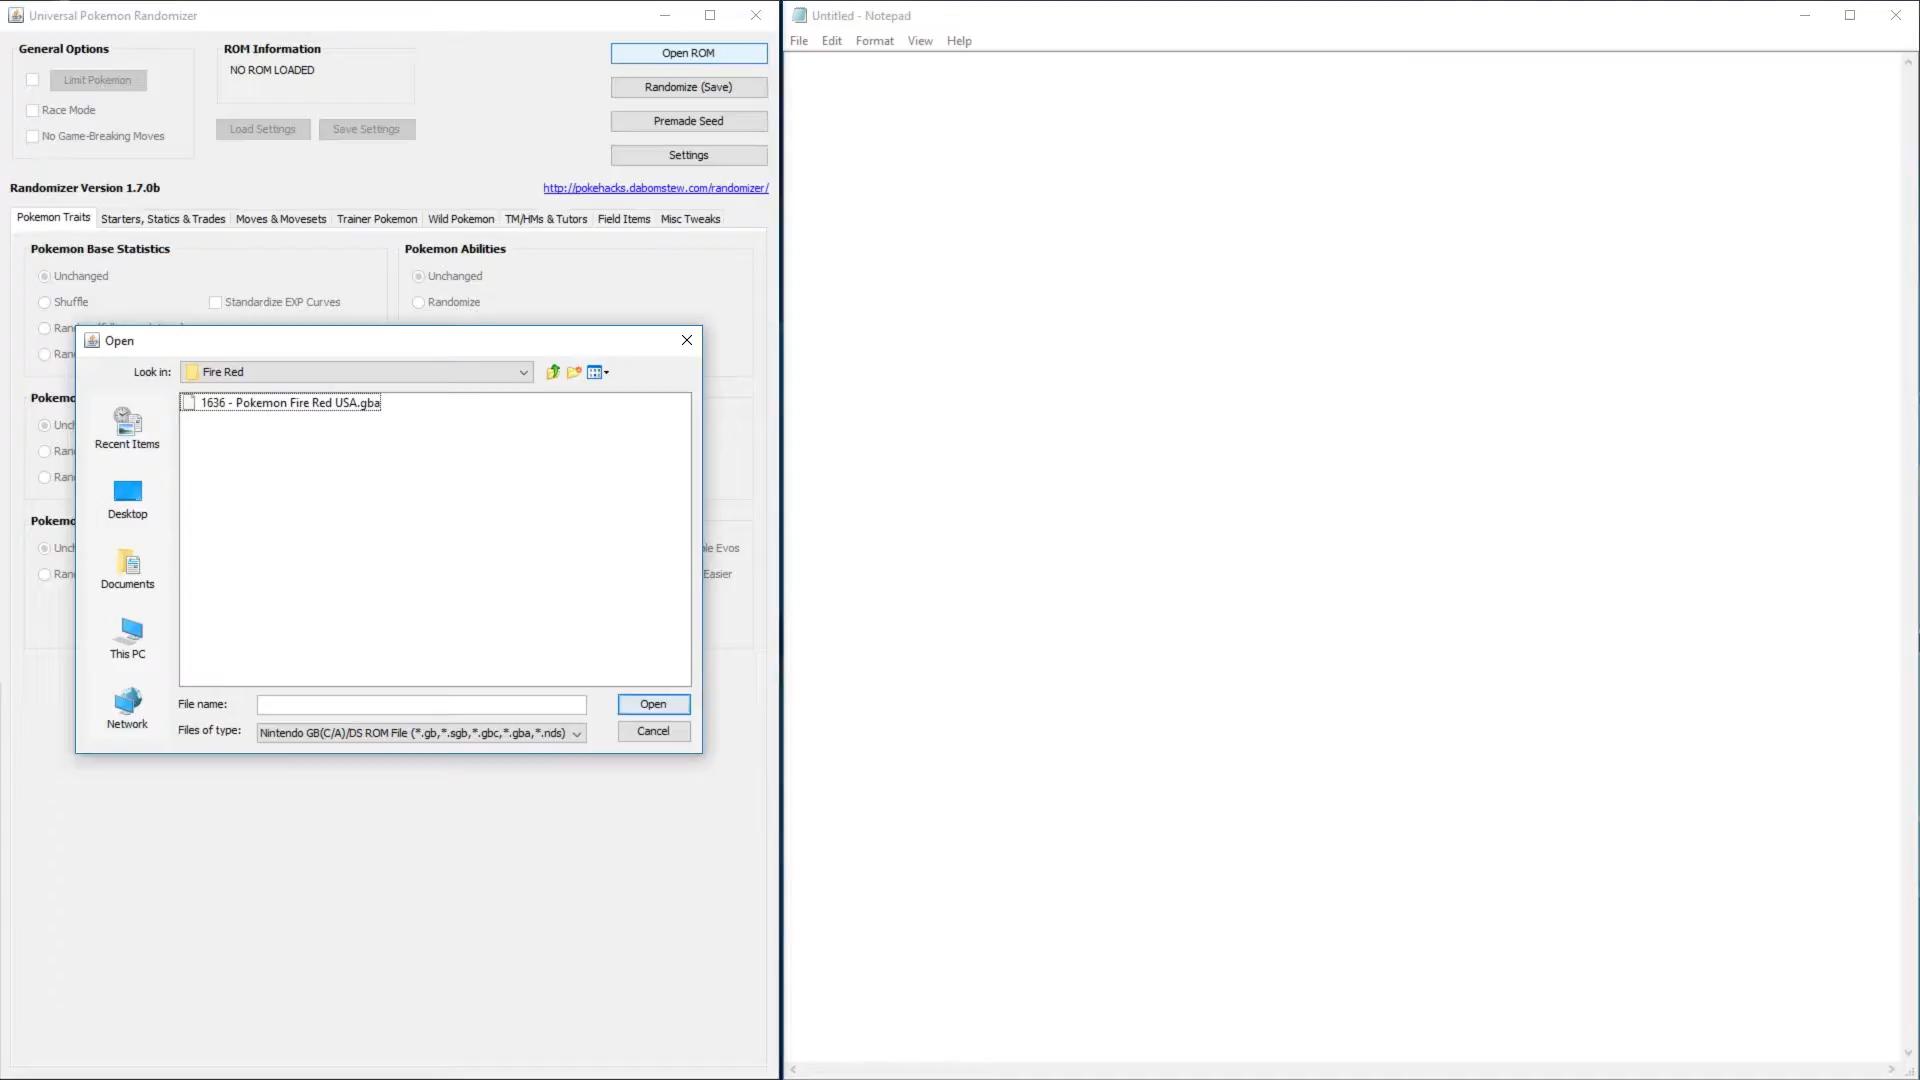 Universal Pokemon Randomizer
General Options
Limit Pokemon
Race Mode
No Game-Breaking Moves
ROM Information
NO ROM LOADED
Load Settings
Save Settings
Open ROM
Randomize (Save)
Premade Seed
Settings
Randomizer Version 1.7.0b
http://pokehacks.dabomstew.com/randomizer/
Pokemon Traits
Starters, Statics & Trades
Moves & Movesets
Trainer Pokemon
Wild Pokemon
TM/HMs & Tutors
Field Items
Misc Tweaks
Pokemon Base Statistics
Unchanged
Shuffle
Standardize EXP Curves
Pokemon Abilities
Unchanged
Randomize
Open
Look in:
Fire Red
1636 - Pokemon Fire Red USA.gba
Recent Items
Desktop
Documents
This PC
Network
File name:
Open
Files of type:
Nintendo GB(C/A)/DS ROM File (*.gb,*.sgb,*.gbc,*.gba,*.nds)
Cancel
Evos
Easier
Untitled - Notepad
File
Edit
Format
View
Help